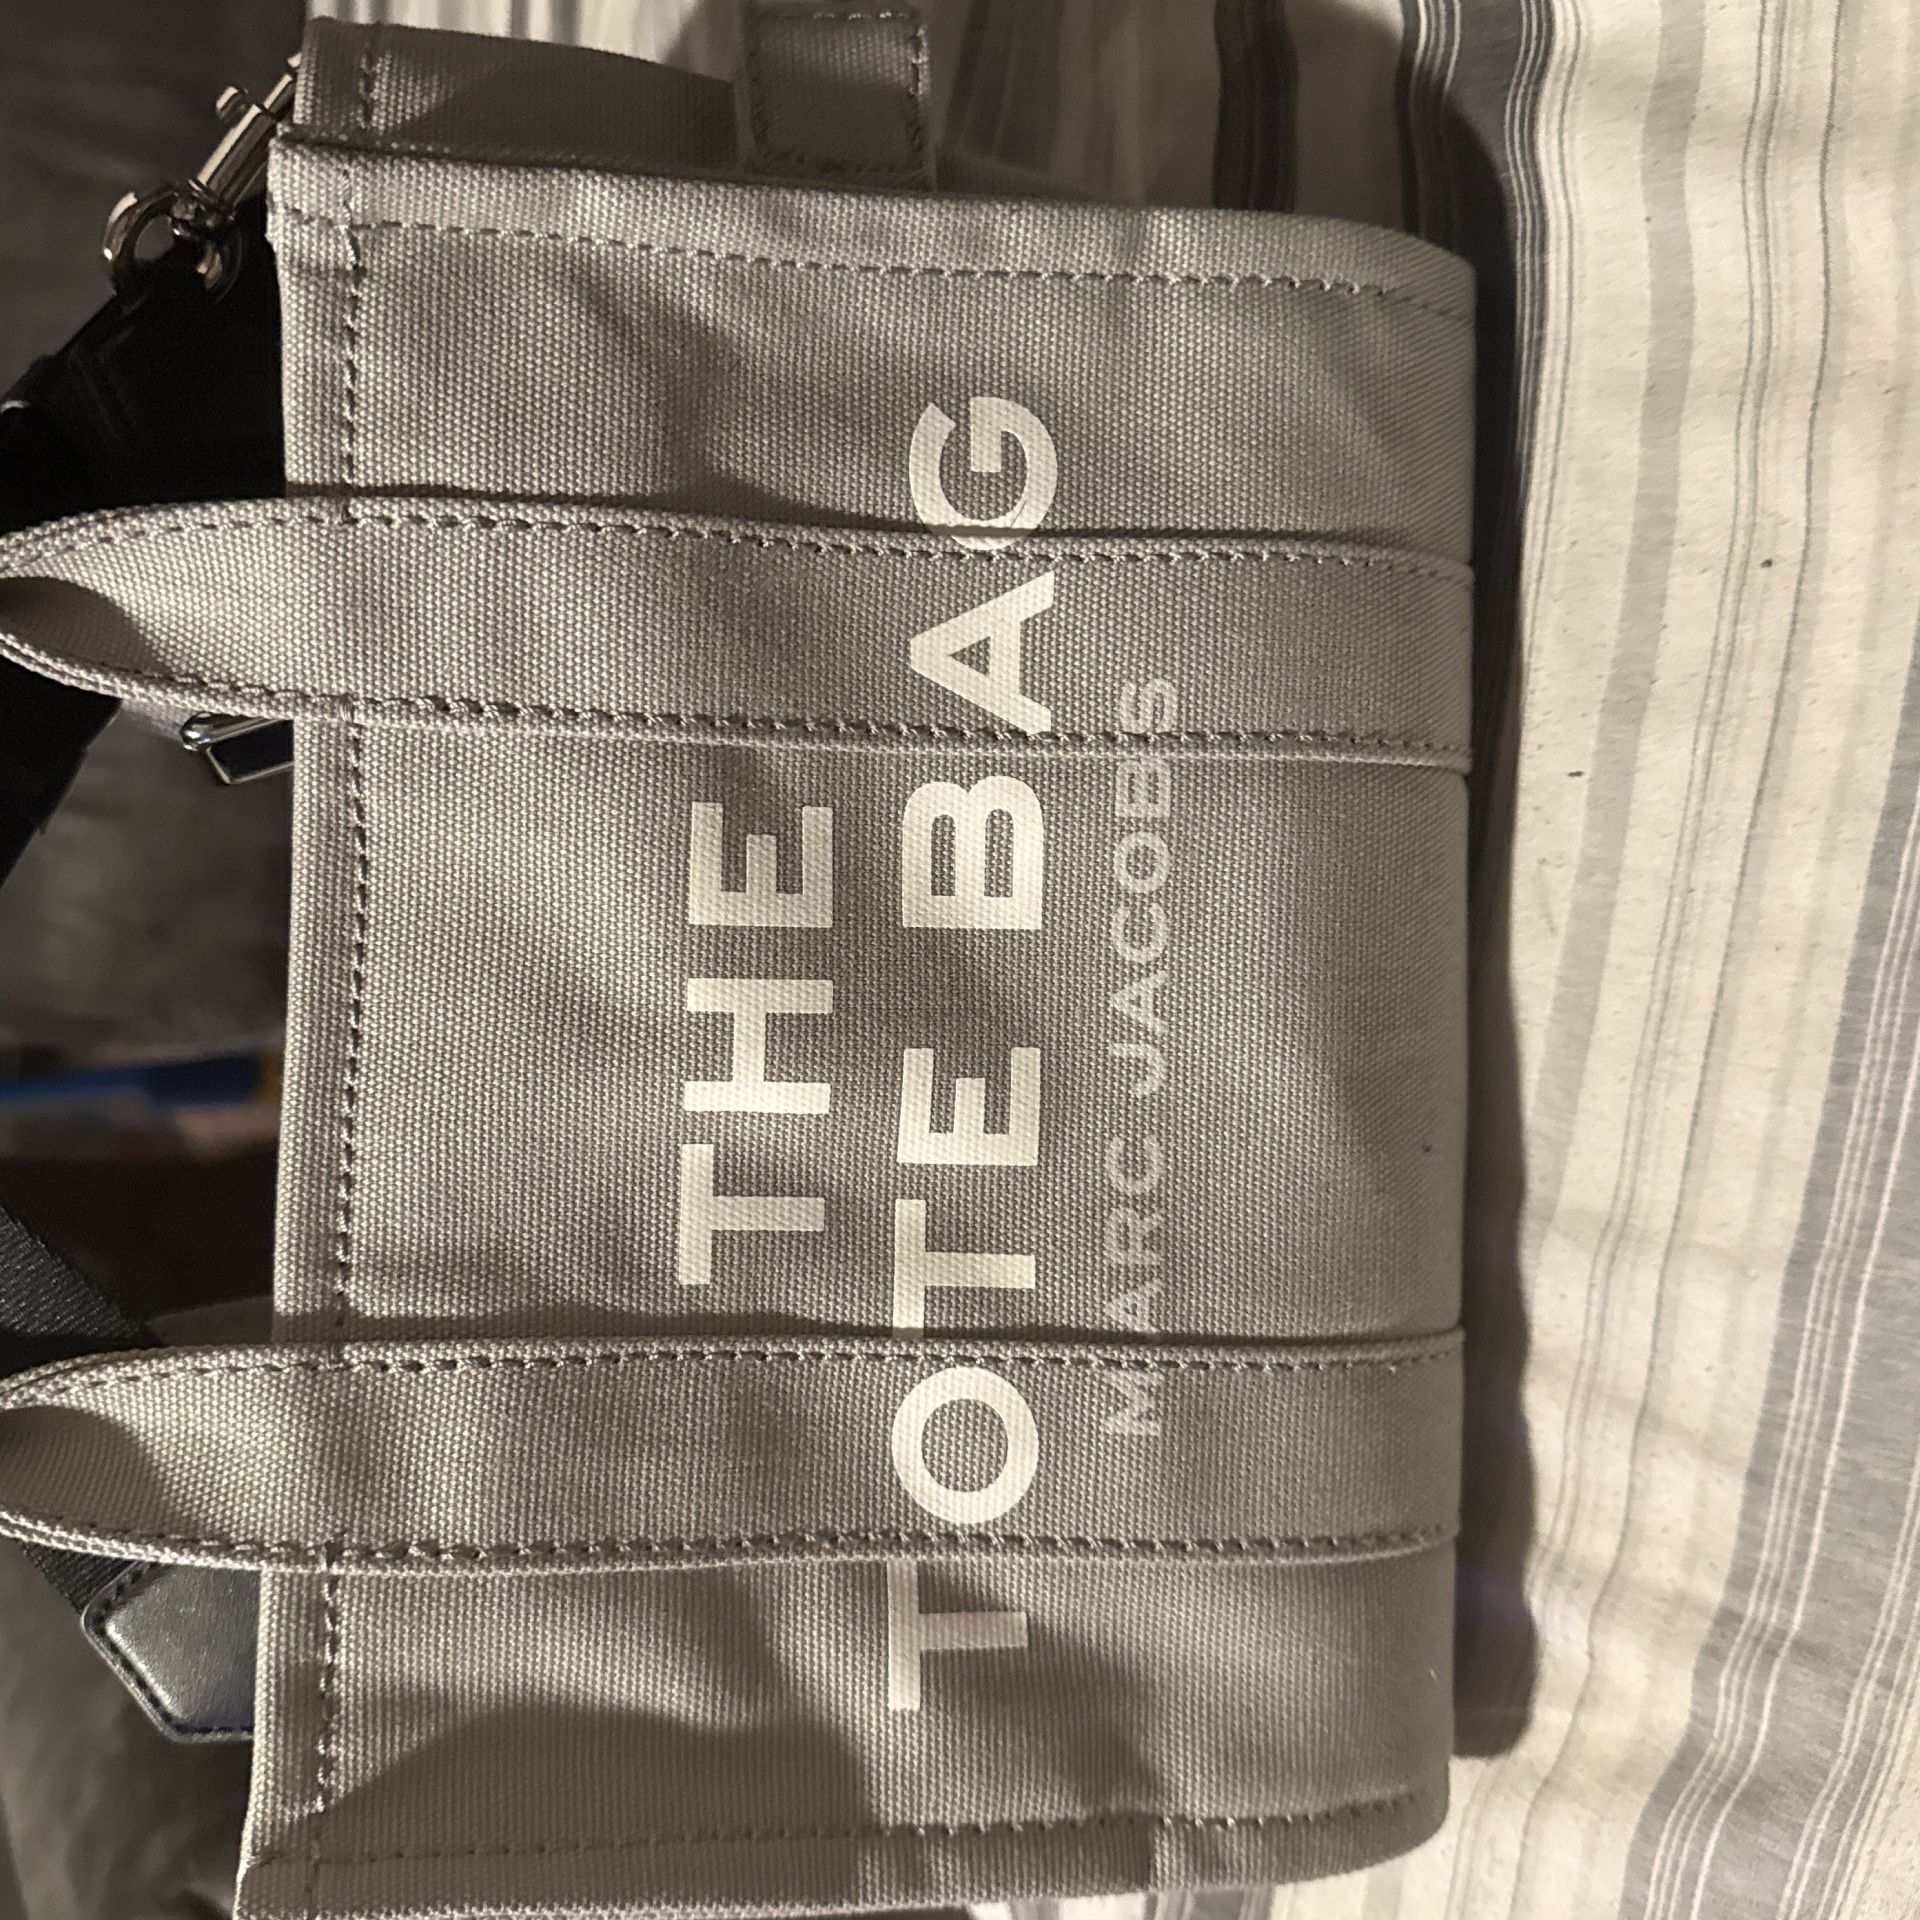 THE
TOTE BAG
MARC JACOBS